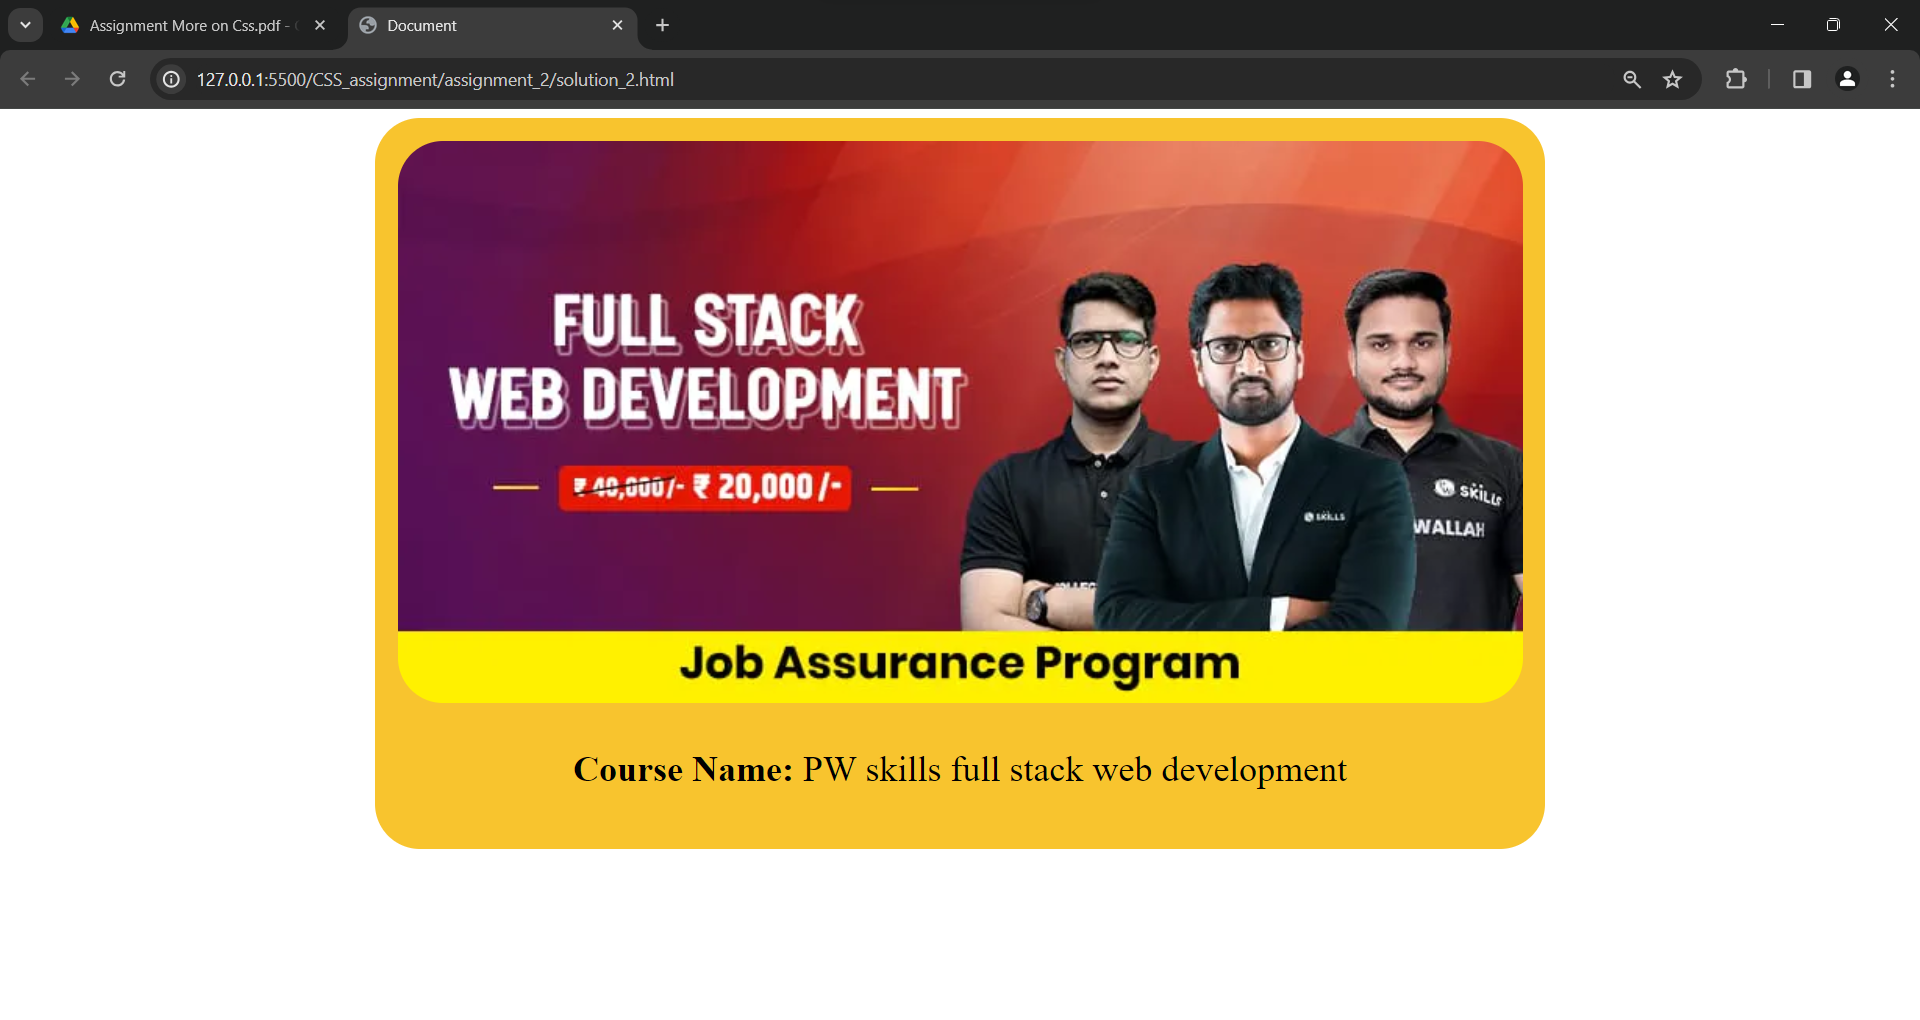 Assignment More on Css.pdf -
Document
127.0.0.1:5500/CSS_assignment/assignment_2/solution_2.html
FULL STACK
WEB DEVELOPMENT
₹ 40,000/- ₹ 20,000/-
SKILLS
WALLAH
SKILLS
Job Assurance Program
Course Name: PW skills full stack web development